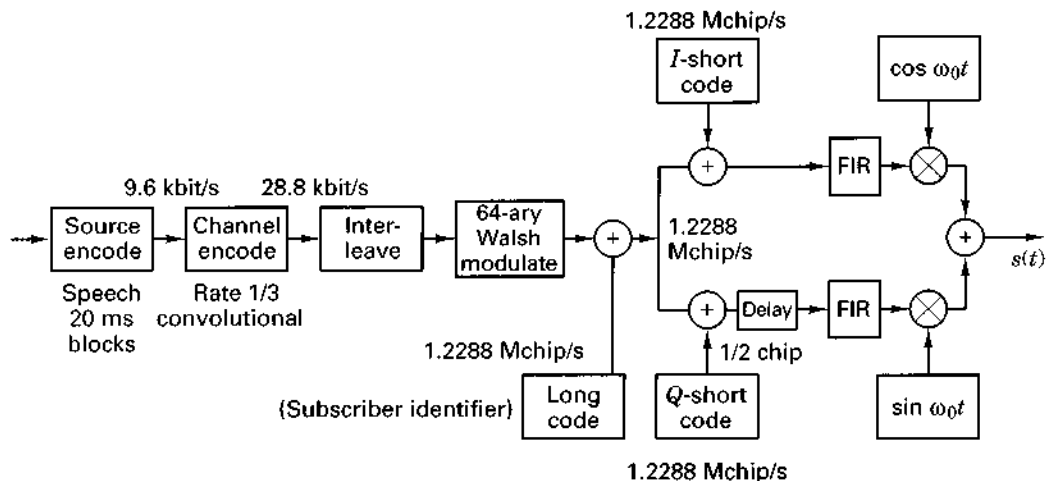 1.2288 Mchip/s
I-short
code
cos ω₀t
9.6 kbit/s
28.8 kbit/s
FIR
Source
encode
Channel
encode
Inter-
leave
64-ary
Walsh
modulate
1.2288
Mchip/s
s(t)
Speech
20 ms
blocks
Rate 1/3
convolutional
Delay
FIR
1/2 chip
1.2288 Mchip/s
(Subscriber identifier)
Long
code
Q-short
code
sin ω₀t
1.2288 Mchip/s